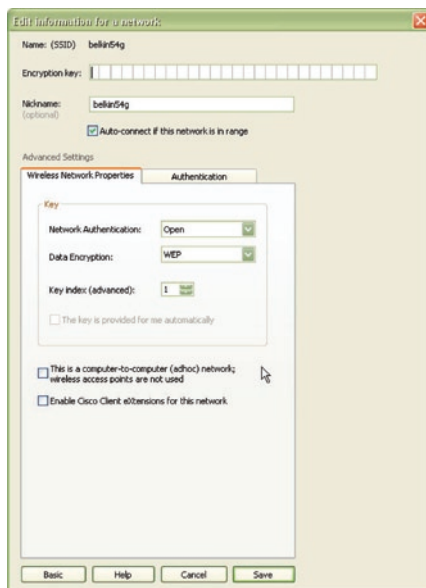 Edit information for a network
Name: (SSID) belkin54g
Encryption key:
Nickname: belkin54g
(optional)
Auto-connect if this network is in range
Advanced Settings
Wireless Network Properties Authentication
Key
Network Authentication: Open
Data Encryption: WEP
Key index (advanced): 1
The key is provided for me automatically
This is a computer-to-computer (adhoc) network;
wireless access points are not used
Enable Cisco Client eXtensions for this network
Basic Help Cancel Save